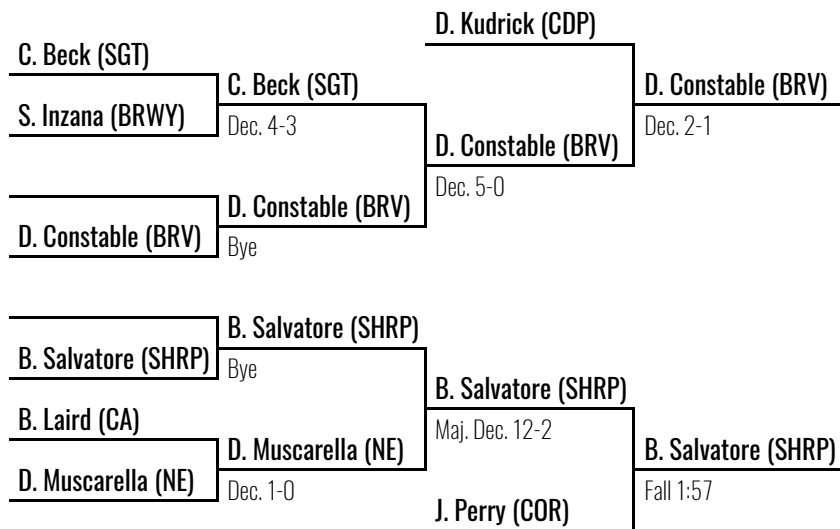 C. Beck (SGT)
S. Inzana (BRWY)
D. Constable (BRV)
B. Salvatore (SHRP)
B. Laird (CA)
D. Muscarella (NE)
C. Beck (SGT)
Dec. 4-3
D. Constable (BRV)
Bye
B. Salvatore (SHRP)
Bye
D. Muscarella (NE)
Dec. 1-0
D. Kudrick (CDP)
D. Constable (BRV)
Dec. 5-0
B. Salvatore (SHRP)
Maj. Dec. 12-2
J. Perry (COR)
D. Constable (BRV)
Dec. 2-1
B. Salvatore (SHRP)
Fall 1:57